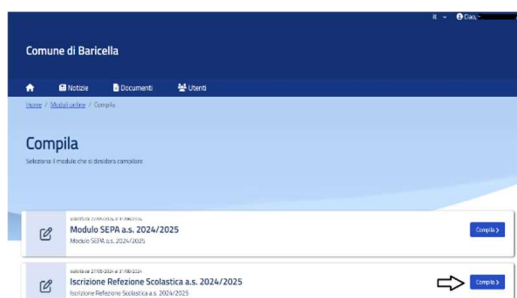 Ciao,
Comune di Baricella
Notizie Documenti Utenti
Home / Moduli online / Compila
Compila
Seleziona il modulo che si desidera compilare
Modulo SEPA a.s. 2024/2025
Modulo SEPA a.s. 2024/2025
Compila
Iscrizione Refezione Scolastica a.s. 2024/2025
Iscrizione Refezione Scolastica a.s. 2024/2025
Compila